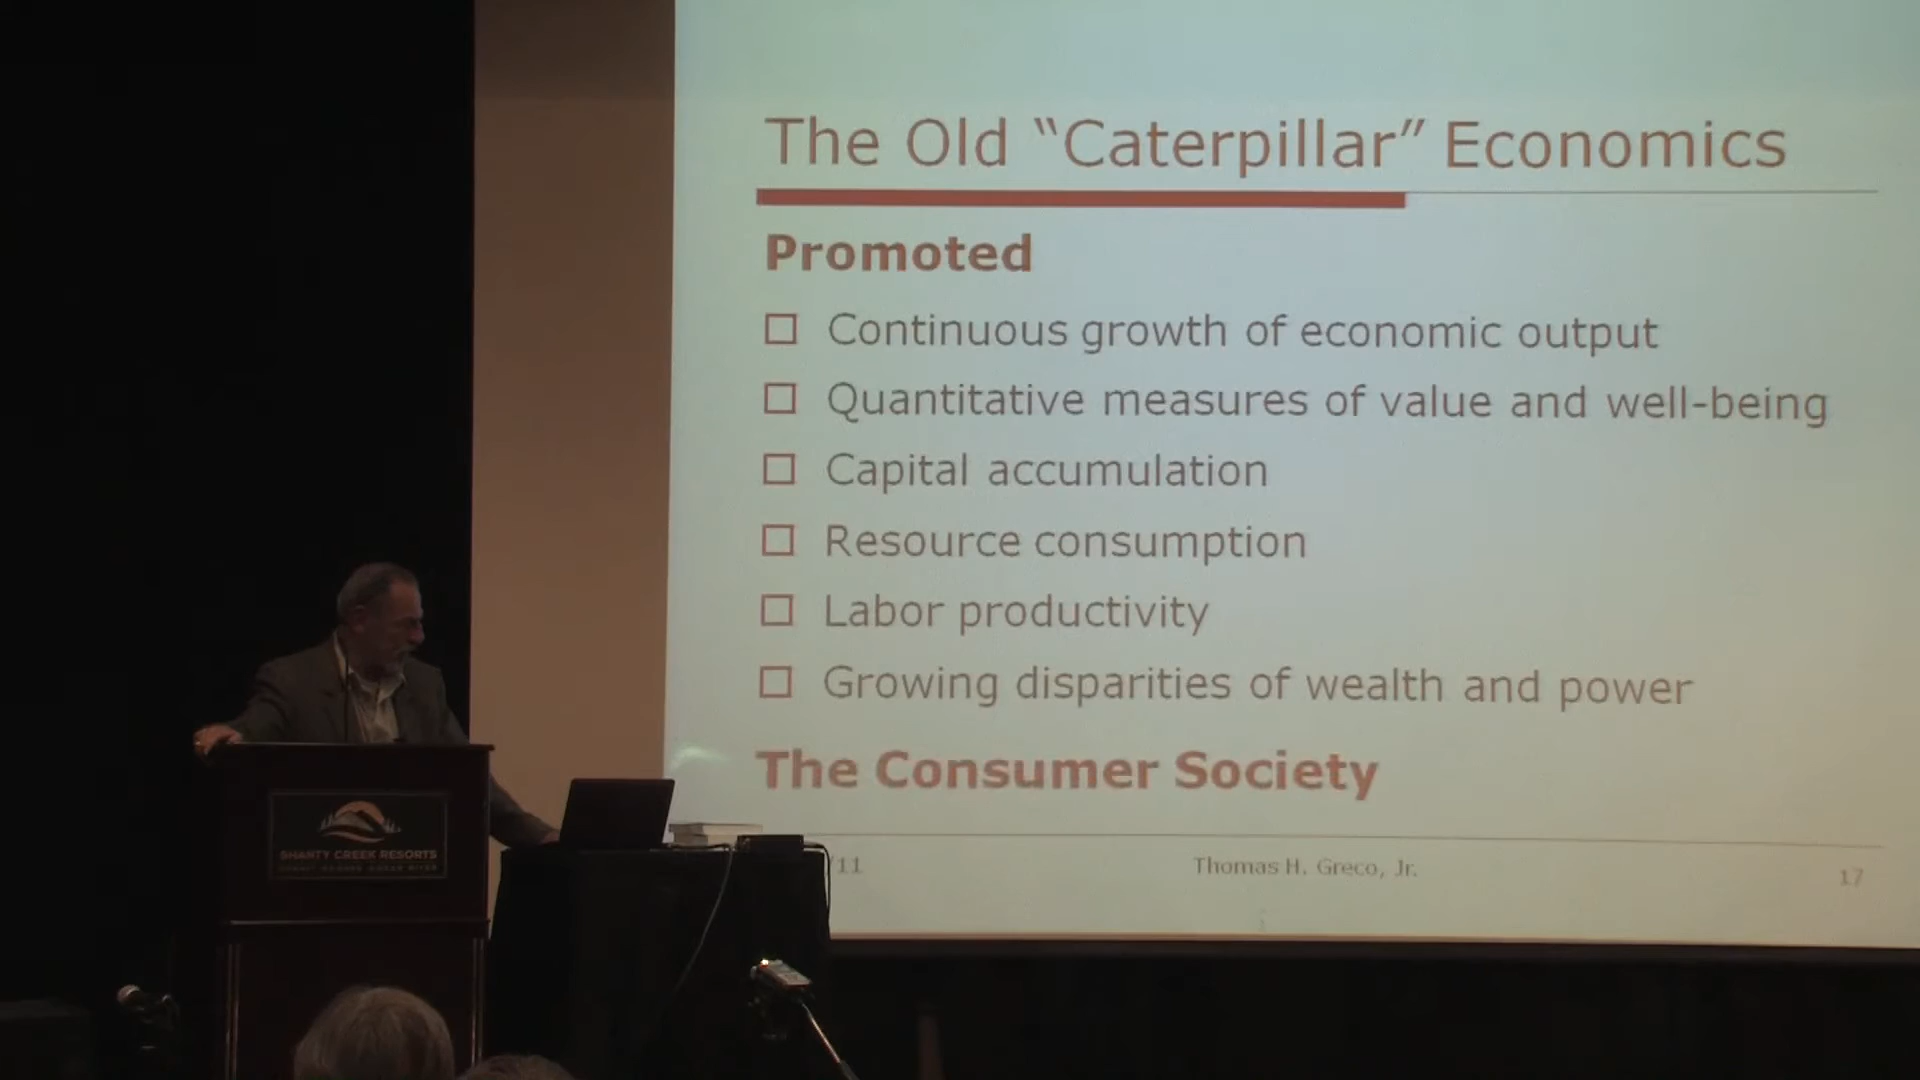 The Old “Caterpillar” Economics
Promoted
Continuous growth of economic output
Quantitative measures of value and well-being
Capital accumulation
Resource consumption
Labor productivity
Growing disparities of wealth and power
The Consumer Society
/11
Thomas H. Greco, Jr.
17
SHANTY CREEK RESORTS